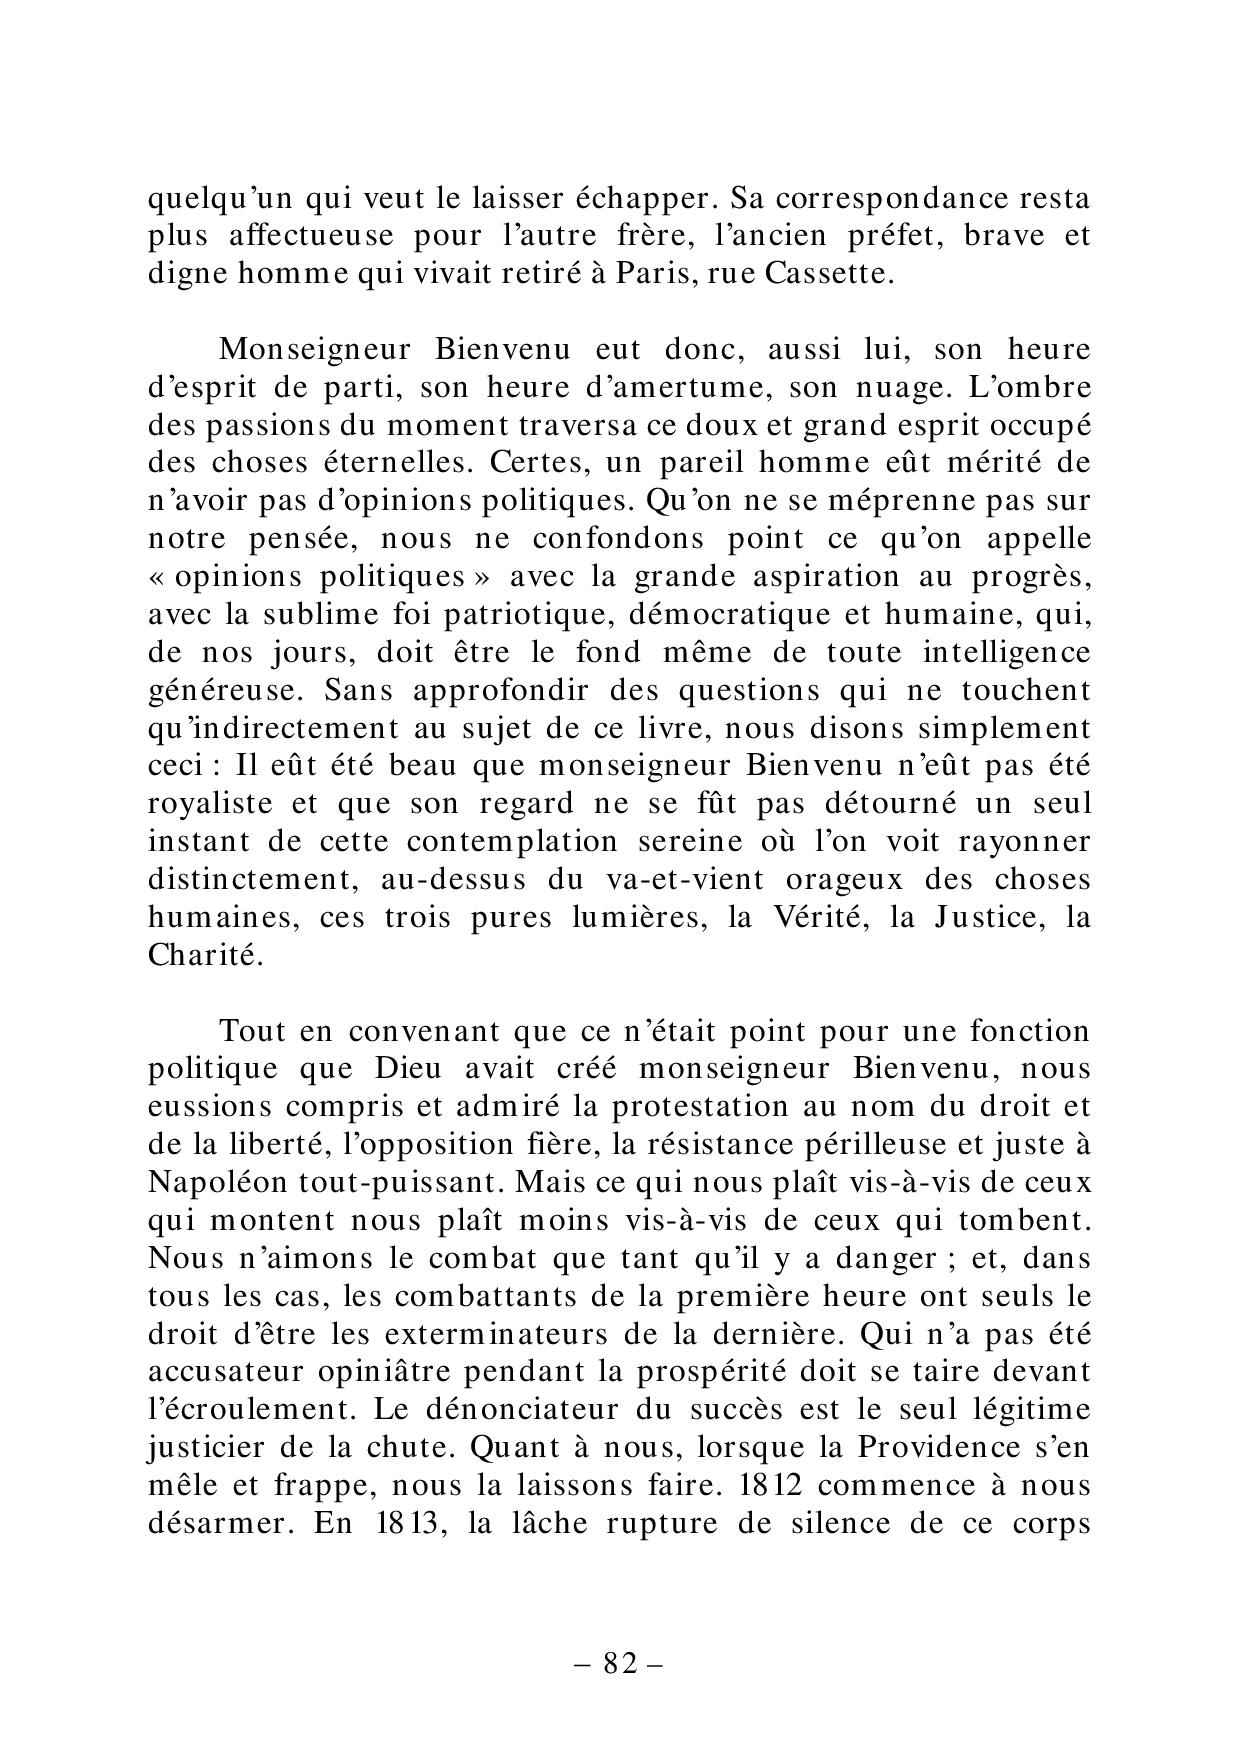 quelqu’un qui veut le laisser échapper. Sa correspondance resta
plus affectueuse pour l’autre frère, l’ancien préfet, brave et
digne homme qui vivait retiré à Paris, rue Cassette.
Monseigneur Bienvenu eut donc, aussi lui, son heure
d’esprit de parti, son heure d’amertume, son nuage. L’ombre
des passions du moment traversa ce doux et grand esprit occupé
des choses éternelles. Certes, un pareil homme eût mérité de
n’avoir pas d’opinions politiques. Qu’on ne se méprenne pas sur
notre pensée, nous ne confondons point ce qu’on appelle
« opinions politiques » avec la grande aspiration au progrès,
avec la sublime foi patriotique, démocratique et humaine, qui,
de nos jours, doit être le fond même de toute intelligence
généreuse. Sans approfondir des questions qui ne touchent
qu’indirectement au sujet de ce livre, nous disons simplement
ceci : Il eût été beau que monseigneur Bienvenu n’eût pas été
royaliste et que son regard ne se fût pas détourné un seul
instant de cette contemplation sereine où l’on voit rayonner
distinctement, au-dessus du va-et-vient orageux des choses
humaines, ces trois pures lumières, la Vérité, la Justice, la
Charité.
Tout en convenant que ce n’était point pour une fonction
politique que Dieu avait créé monseigneur Bienvenu, nous
eussions compris et admiré la protestation au nom du droit et
de la liberté, l’opposition fière, la résistance périlleuse et juste à
Napoléon tout-puissant. Mais ce qui nous plaît vis-à-vis de ceux
qui montent nous plaît moins vis-à-vis de ceux qui tombent.
Nous n’aimons le combat que tant qu’il y a danger ; et, dans
tous les cas, les combattants de la première heure ont seuls le
droit d’être les exterminateurs de la dernière. Qui n’a pas été
accusateur opiniâtre pendant la prospérité doit se taire devant
l’écroulement. Le dénonciateur du succès est le seul légitime
justicier de la chute. Quant à nous, lorsque la Providence s’en
mêle et frappe, nous la laissons faire. 1812 commence à nous
désarmer. En 1813, la lâche rupture de silence de ce corps
– 82 –